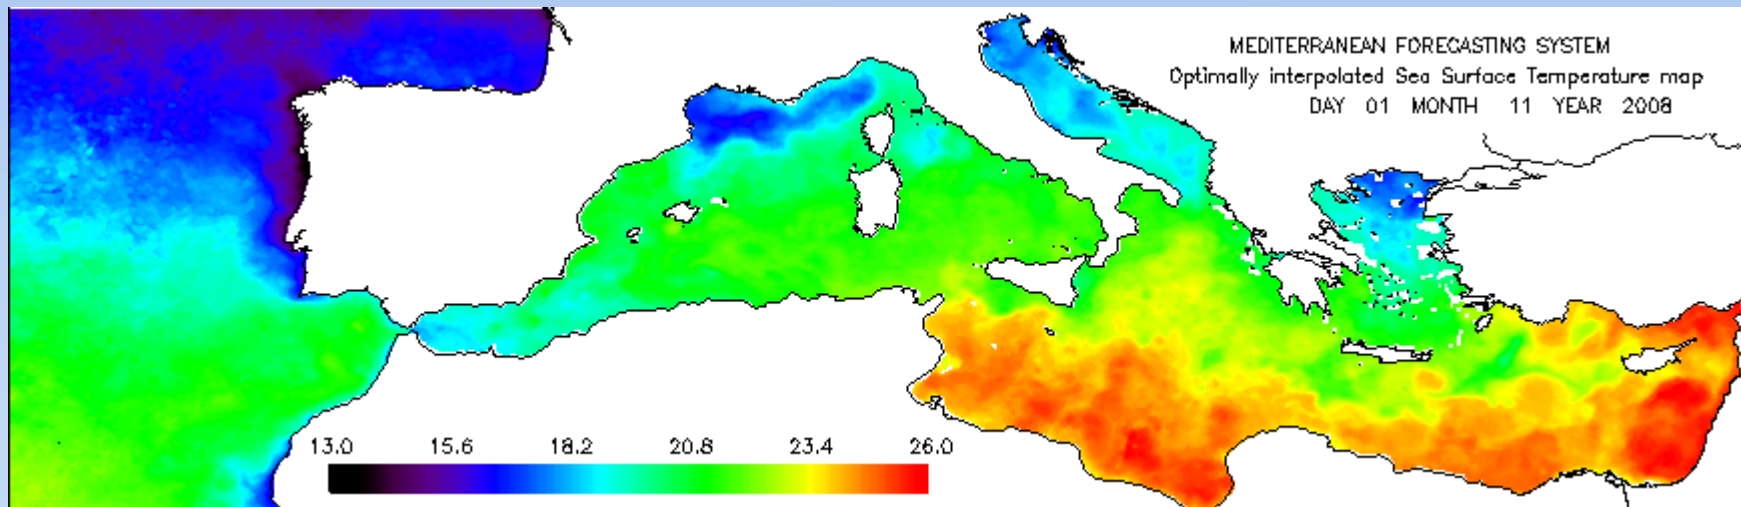 MEDITERRANEAN FORECASTING SYSTEM
Optimally interpolated Sea Surface Temperature map
DAY 01 MONTH 11 YEAR 2008
13.0 15.6 18.2 20.8 23.4 26.0